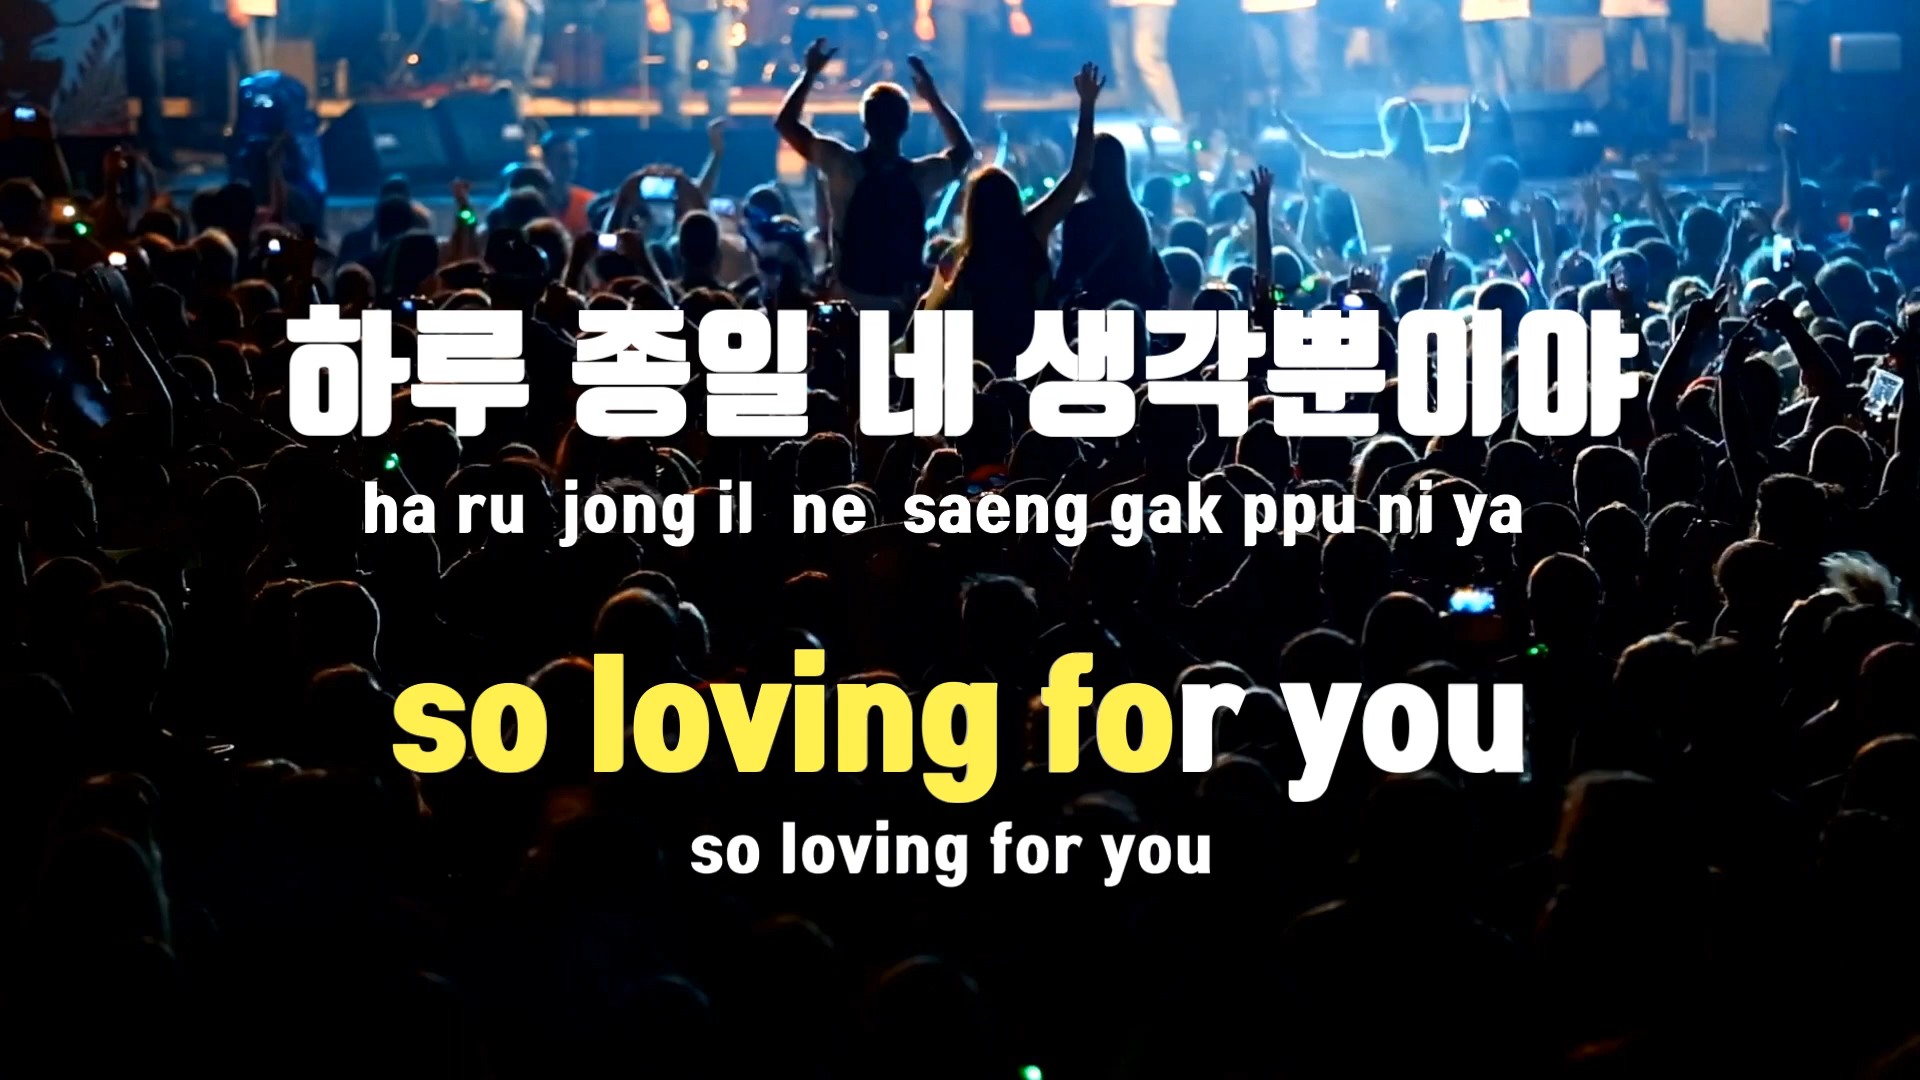 하루 종일 네 생각뿐이야
ha ru jong il ne saeng gak ppu ni ya
so loving for you
so loving for you